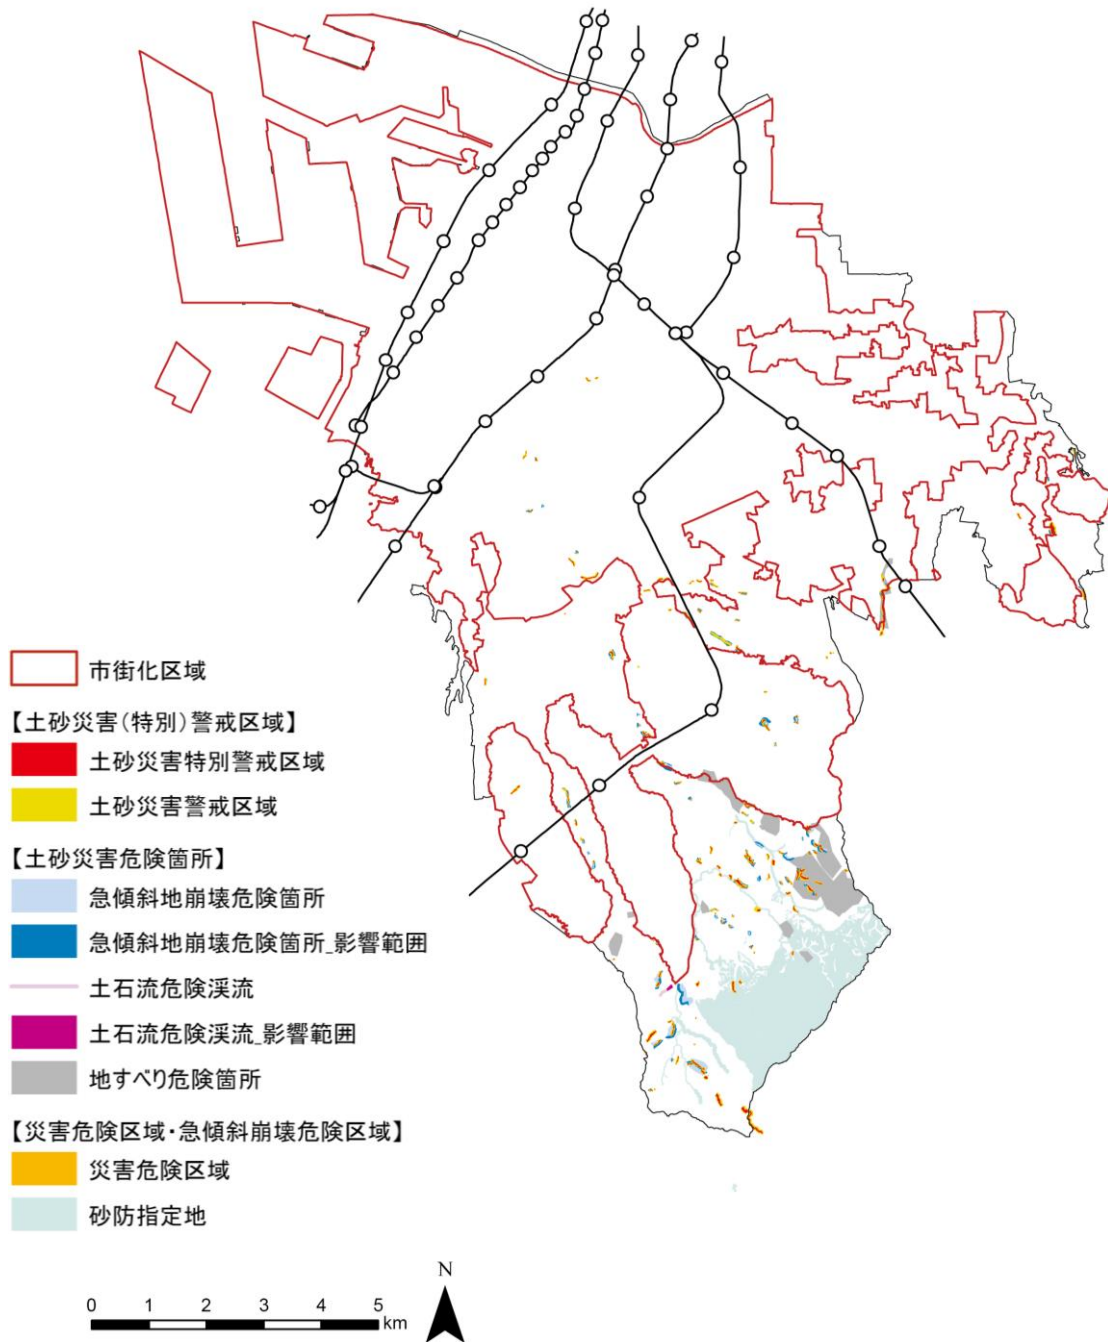 市街化区域
【土砂災害(特別)警戒区域】
土砂災害特別警戒区域
土砂災害警戒区域
【土砂災害危険箇所】
急傾斜地崩壊危険箇所
急傾斜地崩壊危険箇所_影響範囲
土石流危険渓流
土石流危険渓流_影響範囲
地すべり危険箇所
【災害危険区域・急傾斜崩壊危険区域】
災害危険区域
砂防指定地
N
0 1 2 3 4 5
km